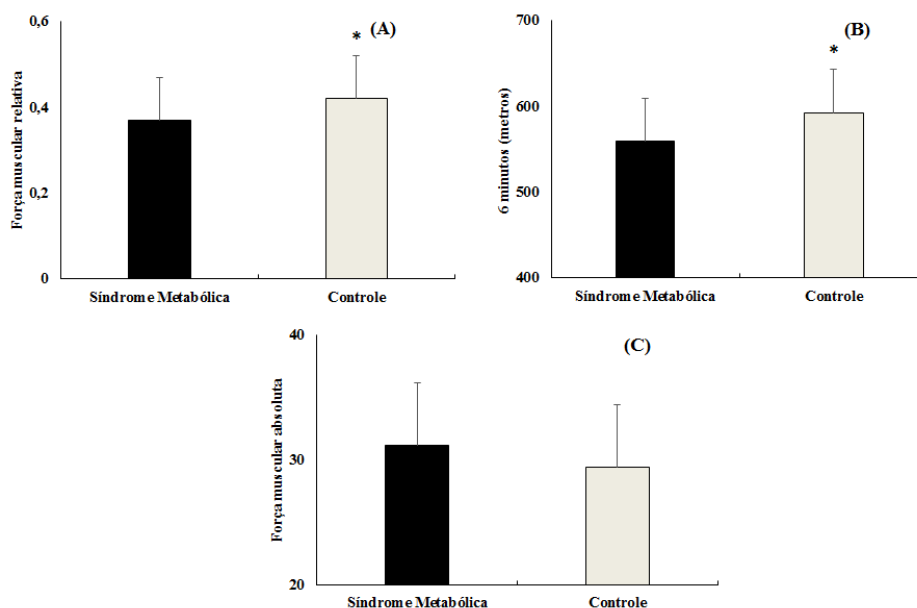 (A)
Força muscular relativa
0,6
0,4
0,2
0
*
Síndrome Metabólica
Controle
(B)
6 minutos (metros)
700
600
500
400
*
Síndrome Metabólica
Controle
(C)
Força muscular absoluta
40
30
20
Síndrome Metabólica
Controle